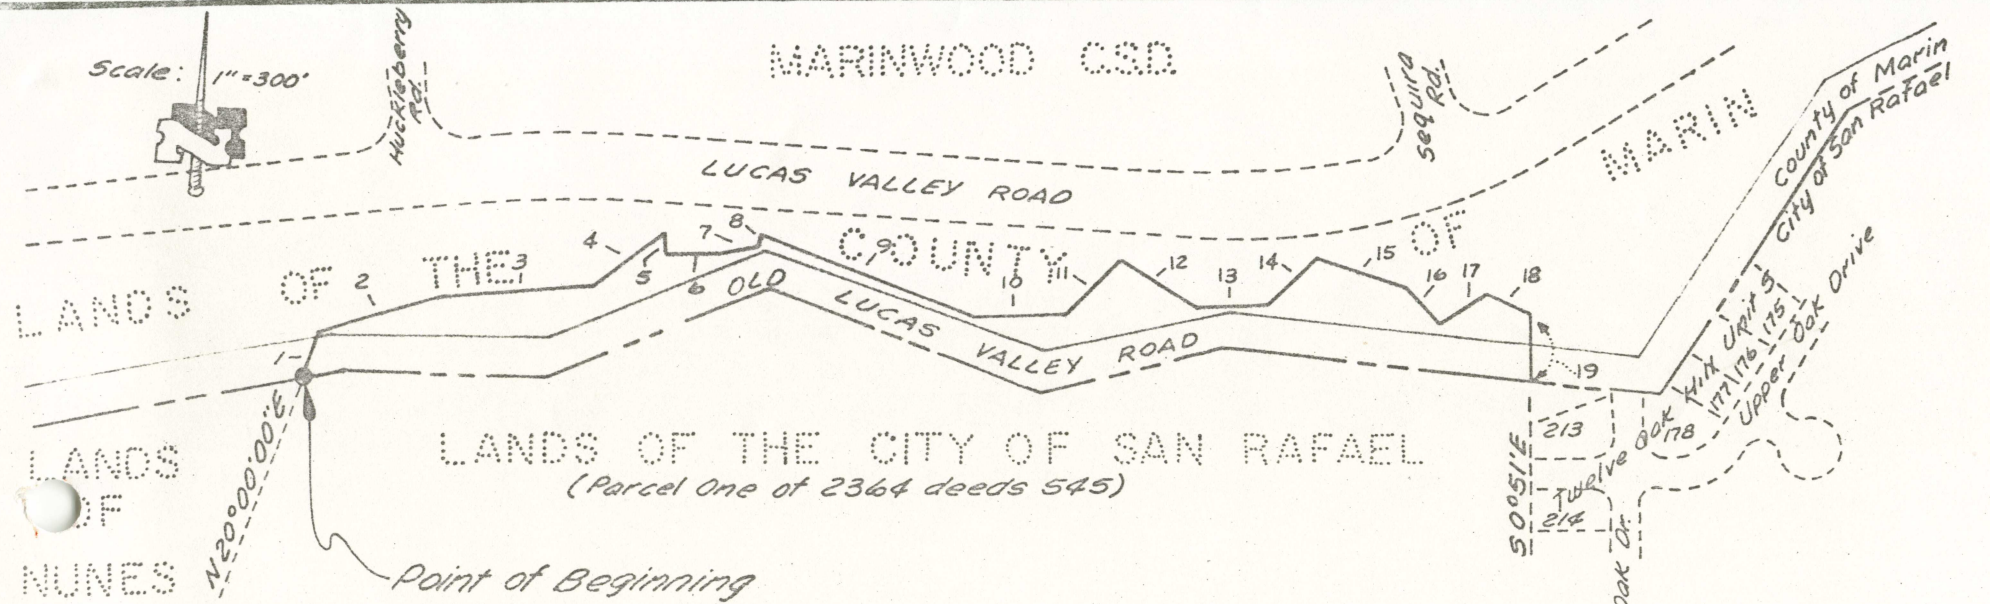 Scale: 1"=300'
Huckleberry
Rd.
MARINWOOD C.S.D.
Sequra
Rd.
MARIN
County of Marin
City of San Rafael
LUCAS VALLEY ROAD
LANDS OF THE COUNTY OF
1
2
3
4
5
6
7
8
9
10
11
12
13
14
15
16
17
18
19
OLD LUCAS VALLEY ROAD
LANDS OF THE CITY OF SAN RAFAEL
(Parcel One of 2364 deeds 545)
LANDS
OF
NUNES
N 20°00'00"E
Point of Beginning
S 0°51'E
213
214
Twelve Oak Hill Unit 5
178
177
176
175
Upper Oak Drive
Oak Dr.